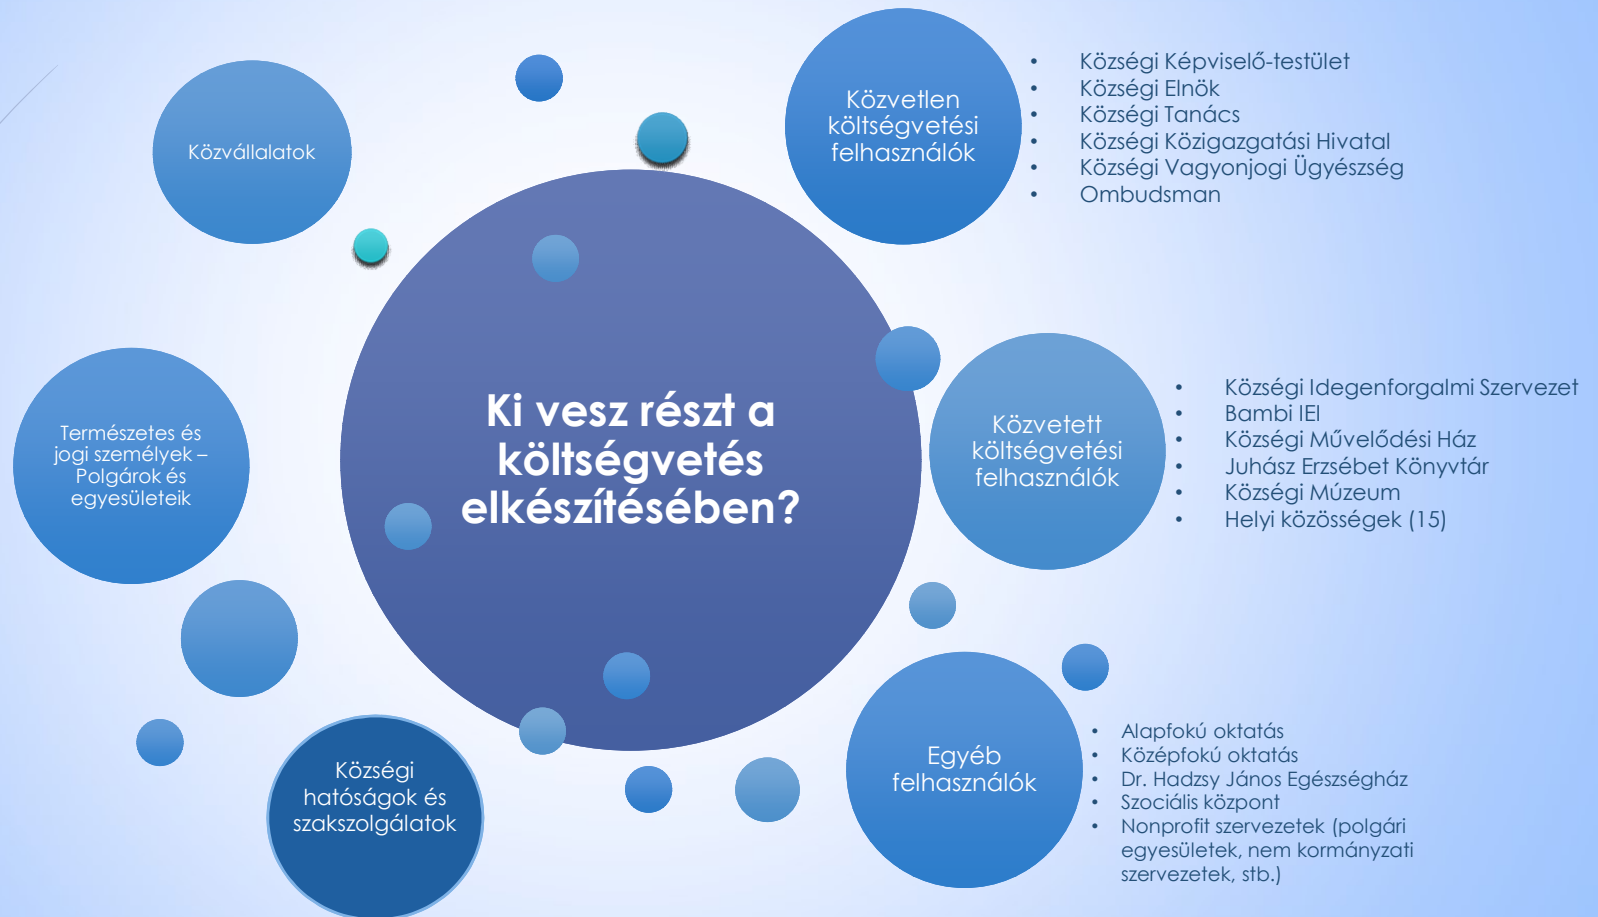 Ki vesz részt a
költségvetés
elkészítésében?
Közvállalatok
Közvetlen
költségvetési
felhasználók
• Községi Képviselő-testület
• Községi Elnök
• Községi Tanács
• Községi Közigazgatási Hivatal
• Községi Vagyonjogi Ügyészség
• Ombudsman
Közvetett
költségvetési
felhasználók
• Községi Idegenforgalmi Szervezet
• Bambi IEI
• Községi Művelődési Ház
• Juhász Erzsébet Könyvtár
• Községi Múzeum
• Helyi közösségek (15)
Egyéb
felhasználók
• Alapfokú oktatás
• Középfokú oktatás
• Dr. Hadzsy János Egészségház
• Szociális központ
• Nonprofit szervezetek (polgári
egyesületek, nem kormányzati
szervezetek, stb.)
Községi
hatóságok és
szakszolgálatok
Természetes és
jogi személyek –
Polgárok és
egyesületeik